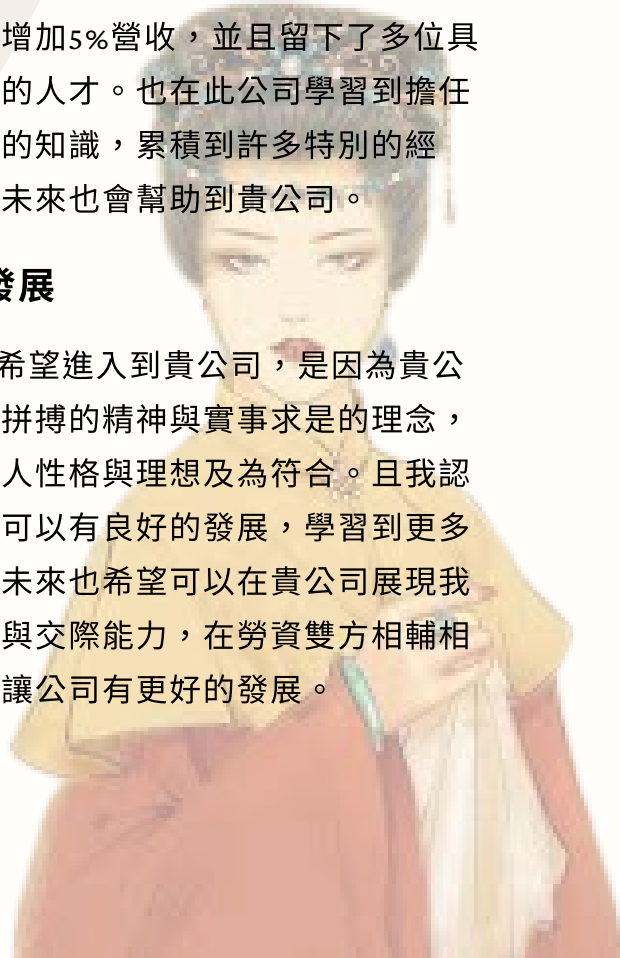 增加5%營收，並且留下了多位具
的人才。也在此公司學習到擔任
的知識，累積到許多特別的經
未來也會幫助到貴公司。
發展
希望進入到貴公司，是因為貴公
拼搏的精神與實事求是的理念，
人性格與理想及為符合。且我認
可以有良好的發展，學習到更多
未來也希望可以在貴公司展現我
與交際能力，在勞資雙方相輔相
讓公司有更好的發展。